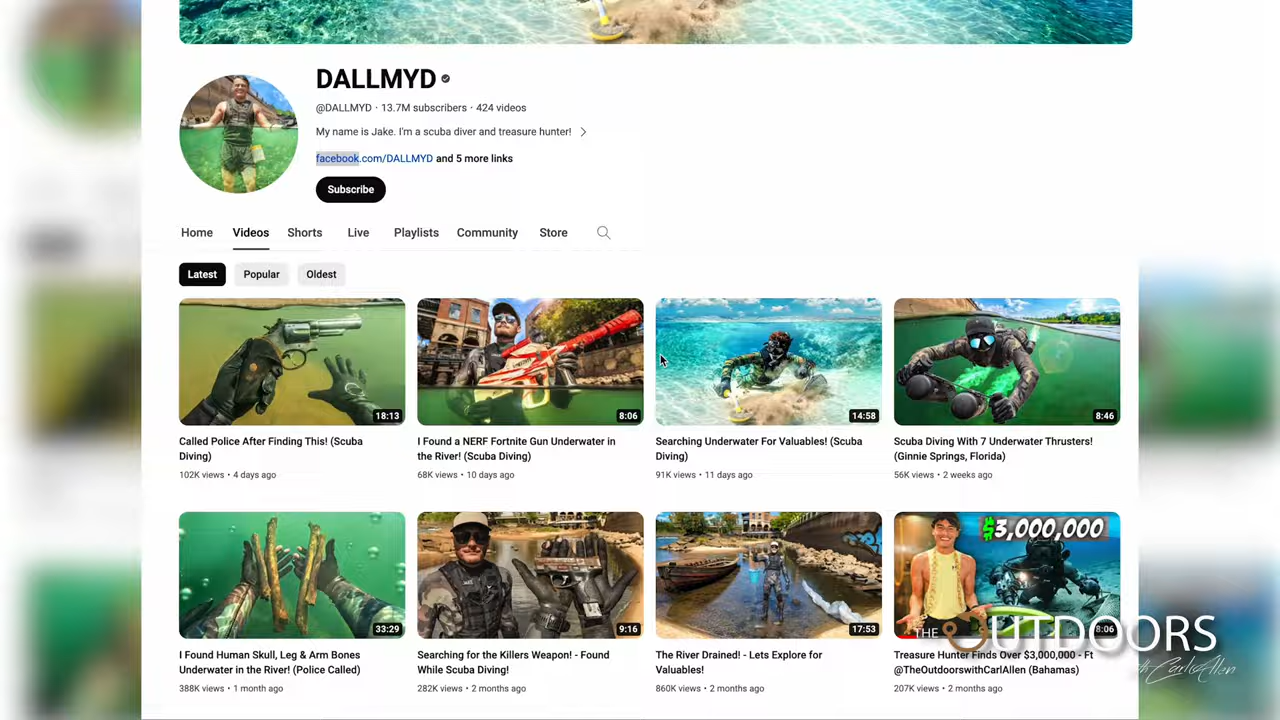 DALLMYD
@DALLMYD · 13.7M subscribers · 424 videos
My name is Jake. I'm a scuba diver and treasure hunter!
facebook.com/DALLMYD and 5 more links
Subscribe
Home Videos Shorts Live Playlists Community Store
Latest Popular Oldest
18:13 8:06 14:58 8:46
Called Police After Finding This! (Scuba
Diving)
102K views • 4 days ago
I Found a NERF Fortnite Gun Underwater in
the River! (Scuba Diving)
68K views • 10 days ago
Searching Underwater For Valuables! (Scuba
Diving)
91K views • 11 days ago
Scuba Diving With 7 Underwater Thrusters!
(Ginnie Springs, Florida)
56K views • 2 weeks ago
$3,000,000
33:29 9:16 17:53 8:06
I Found Human Skull, Leg & Arm Bones
Underwater in the River! (Police Called)
388K views • 1 month ago
Searching for the Killers Weapon! - Found
While Scuba Diving!
282K views • 2 months ago
The River Drained! - Lets Explore for
Valuables!
860K views • 2 months ago
Treasure Hunter Finds Over $3,000,000 - Ft
@TheOutdoorswithCarlAllen (Bahamas)
207K views • 2 months ago
THE OUTDOORS
with Carl Allen